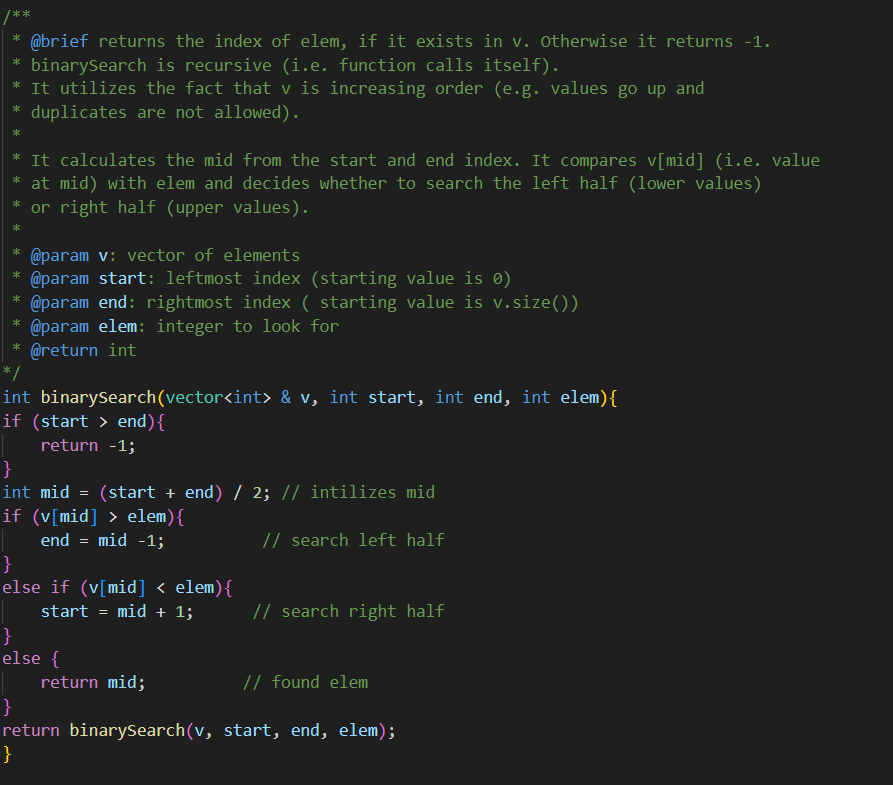 /**
 * @brief returns the index of elem, if it exists in v. Otherwise it returns -1.
 * binarySearch is recursive (i.e. function calls itself).
 * It utilizes the fact that v is increasing order (e.g. values go up and
 * duplicates are not allowed).
 *
 * It calculates the mid from the start and end index. It compares v[mid] (i.e. value
 * at mid) with elem and decides whether to search the left half (lower values)
 * or right half (upper values).
 *
 * @param v: vector of elements
 * @param start: leftmost index (starting value is 0)
 * @param end: rightmost index ( starting value is v.size())
 * @param elem: integer to look for
 * @return int
*/
int binarySearch(vector<int> & v, int start, int end, int elem){
if (start > end){
    return -1;
}
int mid = (start + end) / 2; // intilizes mid
if (v[mid] > elem){
    end = mid -1;          // search left half
}
else if (v[mid] < elem){
    start = mid + 1;      // search right half
}
else {
    return mid;          // found elem
}
return binarySearch(v, start, end, elem);
}